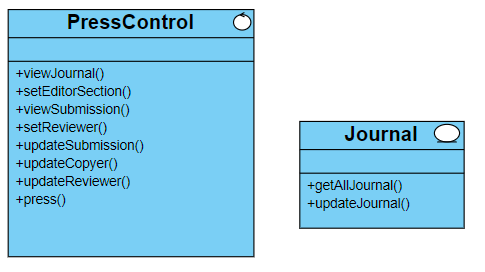 PressControl
+viewJournal()
+setEditorSection()
+viewSubmission()
+setReviewer()
+updateSubmission()
+updateCopyer()
+updateReviewer()
+press()
Journal
+getAllJournal()
+updateJournal()